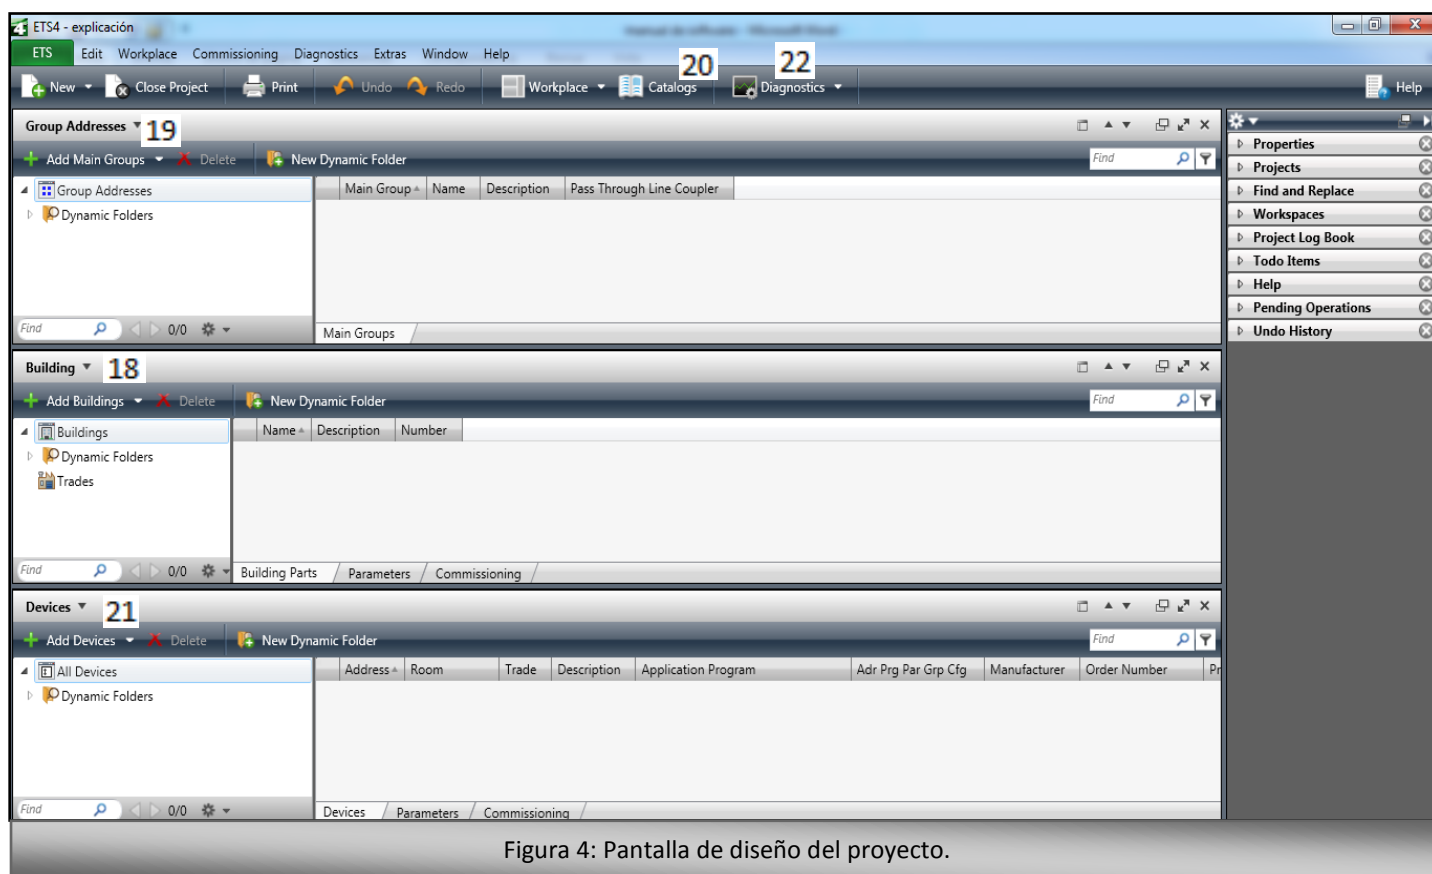 ETS4 - explicación
ETS Edit Workplace Commissioning Diagnostics Extras Window Help
20 22
New Close Project Print Undo Redo Workplace Catalogs Diagnostics Help
Group Addresses 19
Add Main Groups Delete New Dynamic Folder Find
Group Addresses
Dynamic Folders
Main Group Name Description Pass Through Line Coupler
Find 0/0
Main Groups
Building 18
Add Buildings Delete New Dynamic Folder Find
Buildings
Dynamic Folders
Trades
Name Description Number
Find 0/0
Building Parts Parameters Commissioning
Devices 21
Add Devices Delete New Dynamic Folder Find
All Devices
Dynamic Folders
Address Room Trade Description Application Program Adr Prg Par Grp Cfg Manufacturer Order Number Pr
Find 0/0
Devices Parameters Commissioning
Properties
Projects
Find and Replace
Workspaces
Project Log Book
Todo Items
Help
Pending Operations
Undo History
Figura 4: Pantalla de diseño del proyecto.